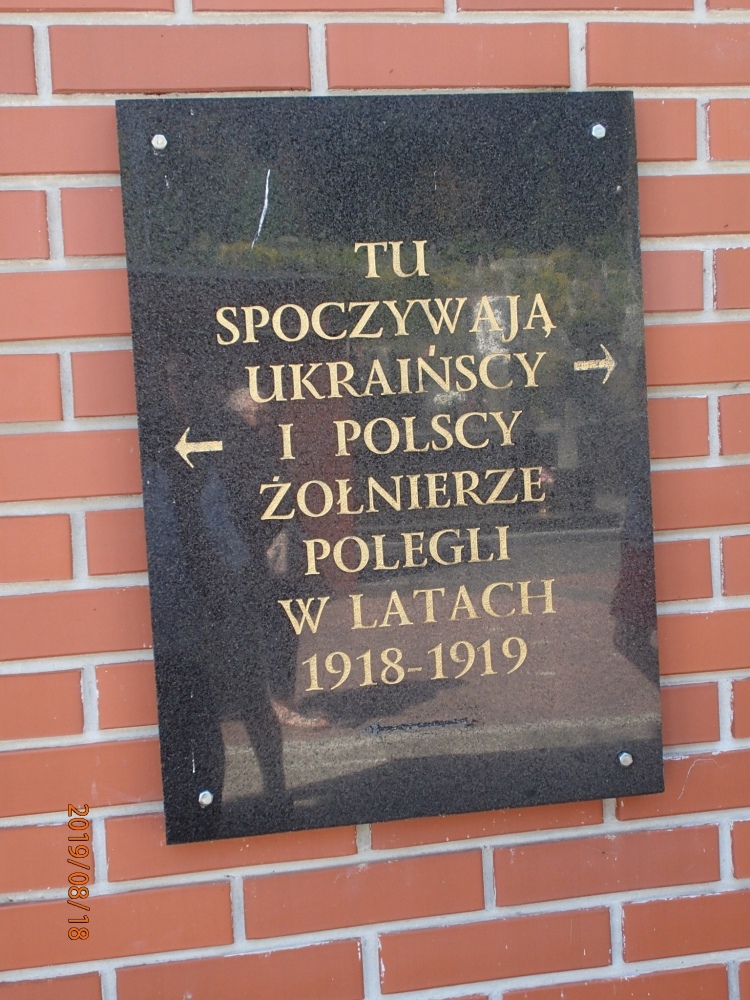 TU
SPOCZYWAJĄ
UKRAIŃSCY →
← I POLSCY
ŻOŁNIERZE
POLEGLI
W LATACH
1918-1919
2019/08/18